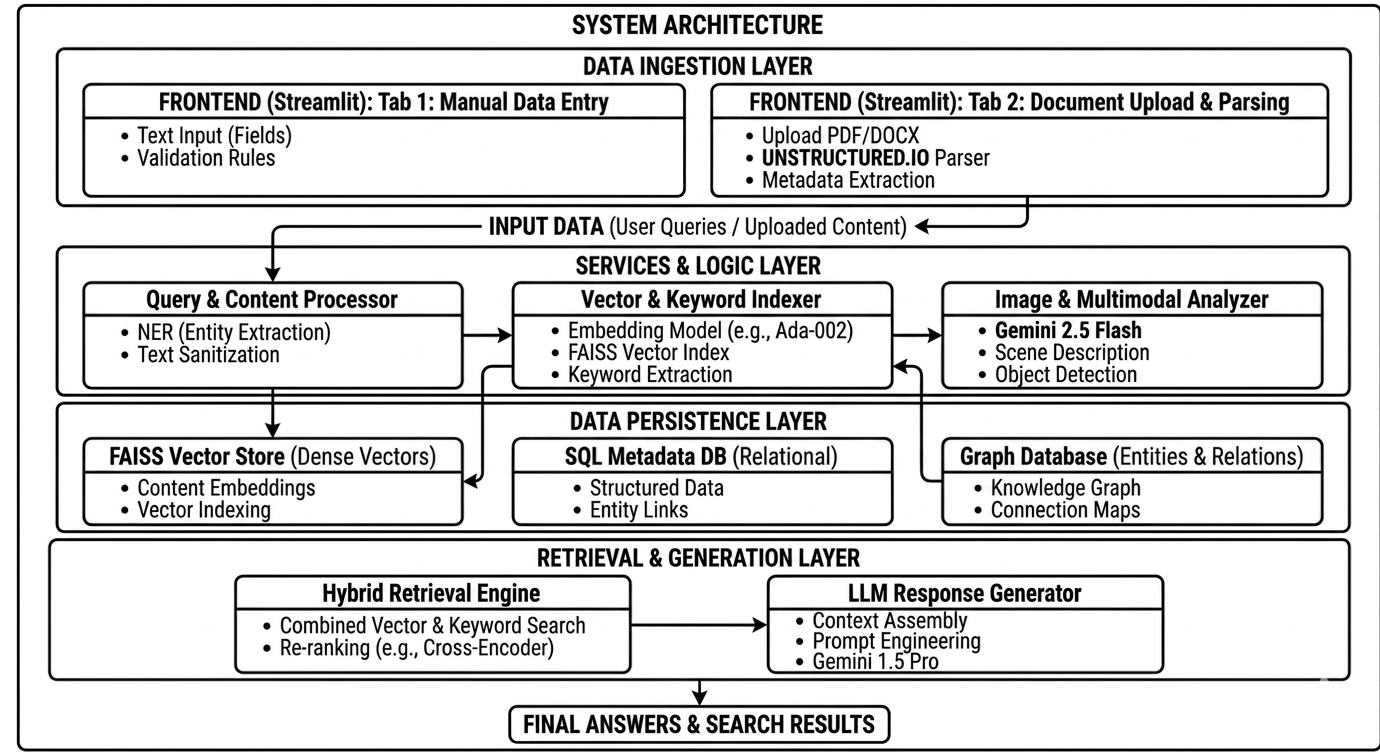 SYSTEM ARCHITECTURE
DATA INGESTION LAYER
FRONTEND (Streamlit): Tab 1: Manual Data Entry
• Text Input (Fields)
• Validation Rules
FRONTEND (Streamlit): Tab 2: Document Upload & Parsing
• Upload PDF/DOCX
• UNSTRUCTURED.IO Parser
• Metadata Extraction
INPUT DATA (User Queries / Uploaded Content)
SERVICES & LOGIC LAYER
Query & Content Processor
• NER (Entity Extraction)
• Text Sanitization
Vector & Keyword Indexer
• Embedding Model (e.g., Ada-002)
• FAISS Vector Index
• Keyword Extraction
Image & Multimodal Analyzer
• Gemini 2.5 Flash
• Scene Description
• Object Detection
DATA PERSISTENCE LAYER
FAISS Vector Store (Dense Vectors)
• Content Embeddings
• Vector Indexing
SQL Metadata DB (Relational)
• Structured Data
• Entity Links
Graph Database (Entities & Relations)
• Knowledge Graph
• Connection Maps
RETRIEVAL & GENERATION LAYER
Hybrid Retrieval Engine
• Combined Vector & Keyword Search
• Re-ranking (e.g., Cross-Encoder)
LLM Response Generator
• Context Assembly
• Prompt Engineering
• Gemini 1.5 Pro
FINAL ANSWERS & SEARCH RESULTS